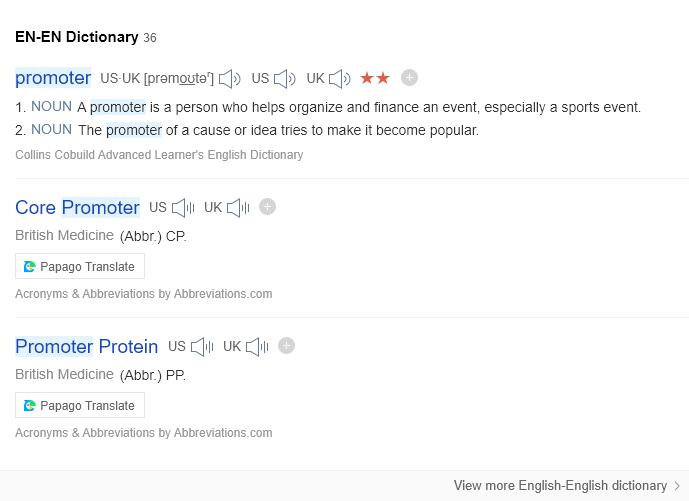 EN-EN Dictionary 36
promoter US·UK [prəmoʊtəʳ] US UK ★★
1. NOUN A promoter is a person who helps organize and finance an event, especially a sports event.
2. NOUN The promoter of a cause or idea tries to make it become popular.
Collins Cobuild Advanced Learner's English Dictionary
Core Promoter US UK
British Medicine (Abbr.) CP.
Papago Translate
Acronyms & Abbreviations by Abbreviations.com
Promoter Protein US UK
British Medicine (Abbr.) PP.
Papago Translate
Acronyms & Abbreviations by Abbreviations.com
View more English-English dictionary >